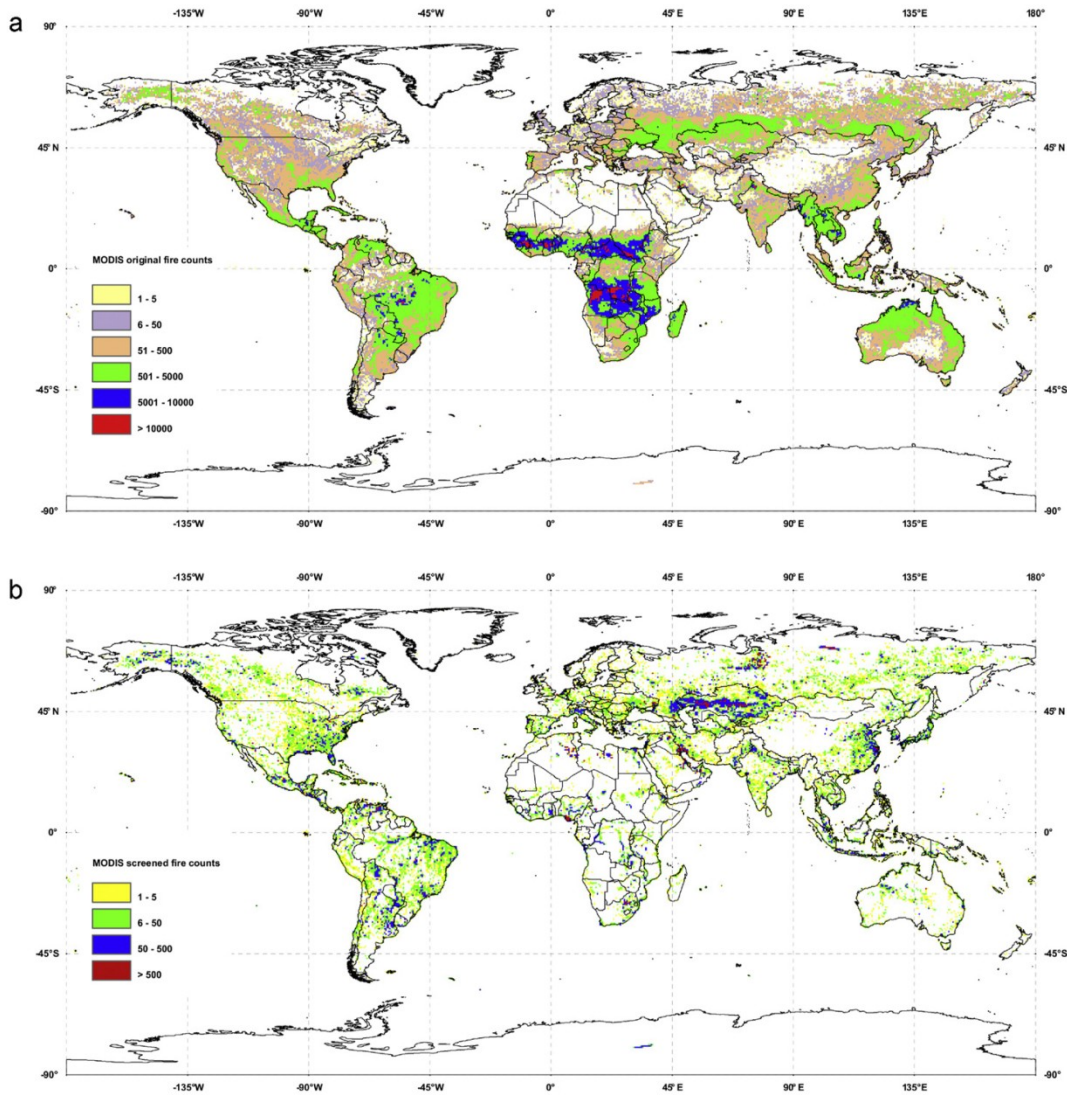 a
-135°W -90°W -45°W 0° 45° E 90° E 135°E 180°
90° 90°
45°N 45°N
0° 0°
-45°S -45°S
-90° -90°
MODIS original fire counts
1 - 5
6 - 50
51 - 500
501 - 5000
5001 - 10000
> 10000
-135°W -90°W -45°W 0° 45° E 90° E 135°E 180°
b
-135°W -90°W -45°W 0° 45° E 90° E 135°E 180°
90° 90°
45°N 45°N
0° 0°
-45°S -45°S
-90° -90°
MODIS screened fire counts
1 - 5
6 - 50
50 - 500
> 500
-135°W -90°W -45°W 0° 45° E 90° E 135°E 180°